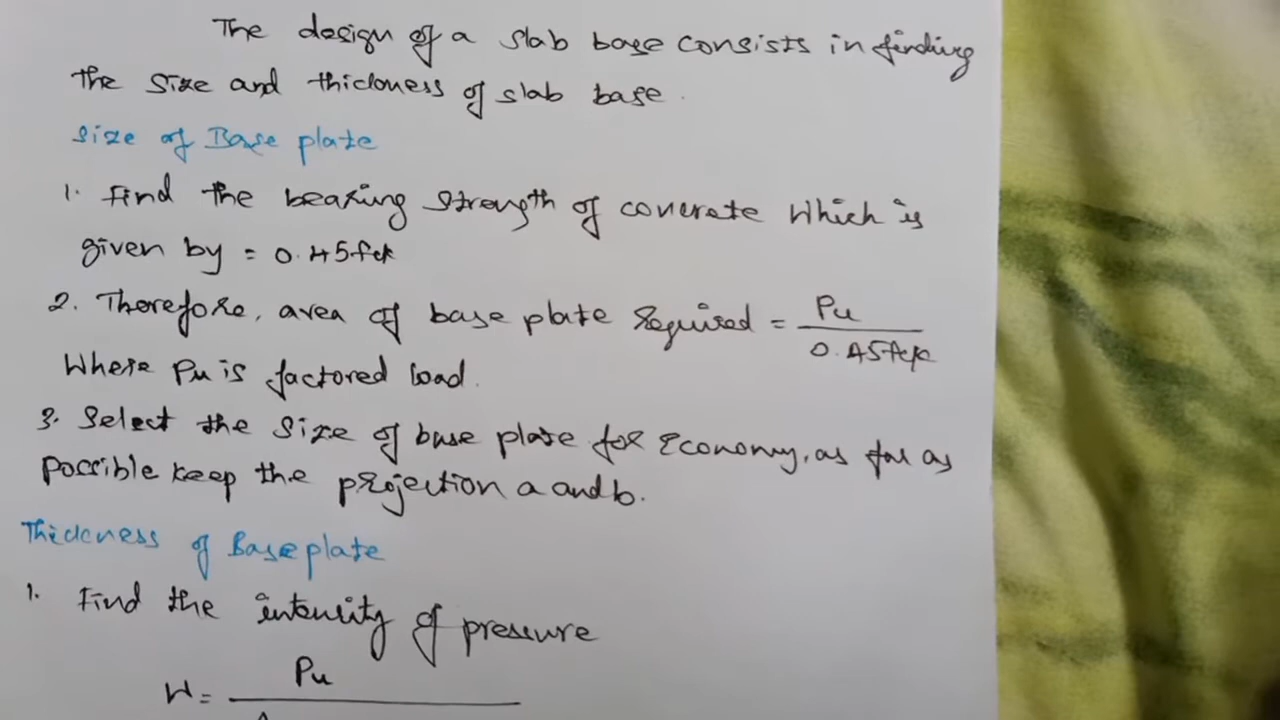 The design of a slab base consists in finding
the size and thickness of slab base.
Size of Base plate
1. Find the bearing strength of concrete which is
given by = 0.45fck
2. Therefore, area of base plate required = Pu / 0.45fck
Where Pu is factored load.
3. Select the size of base plate for Economy, as far as
possible keep the projection a and b.
Thickness of Base plate
1. Find the intensity of pressure
W = Pu